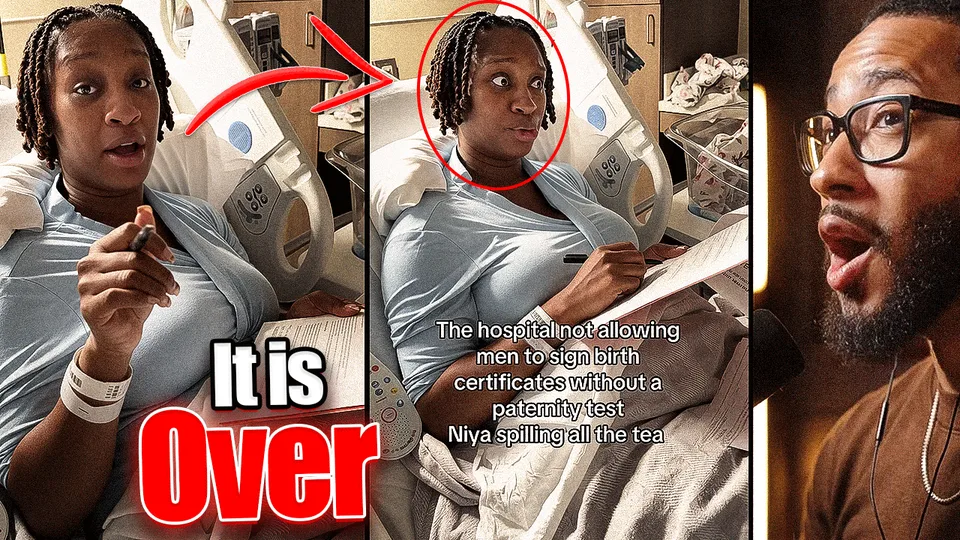 It is
Over
The hospital not allowing
men to sign birth
certificates without a
paternity test
Niya spilling all the tea